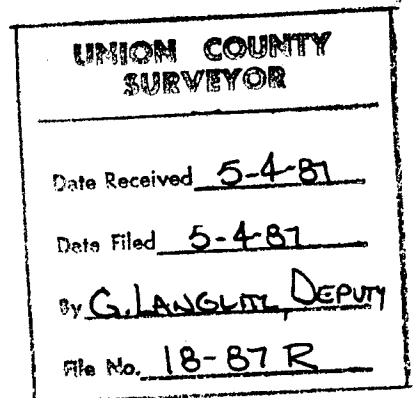 UNION COUNTY
SURVEYOR
Date Received 5-4-87
Date Filed 5-4-87
By G. LANGLITZ, DEPUTY
File No. 18-87 R